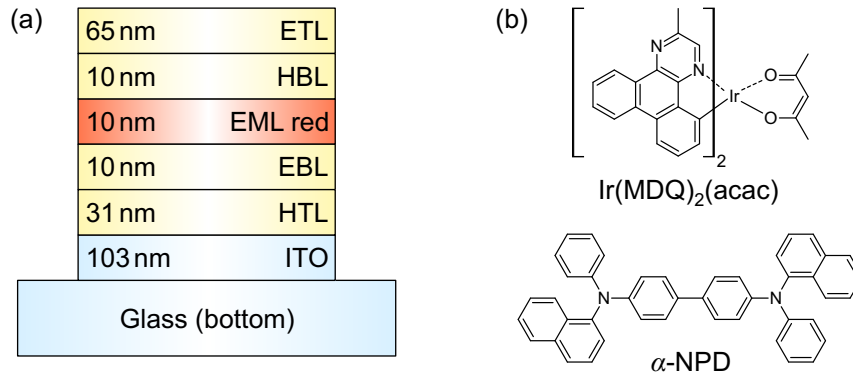 (a)
65 nm ETL
10 nm HBL
10 nm EML red
10 nm EBL
31 nm HTL
103 nm ITO
Glass (bottom)
(b)
N
N
Ir
O
O
2
Ir(MDQ)₂(acac)
N
N
α-NPD